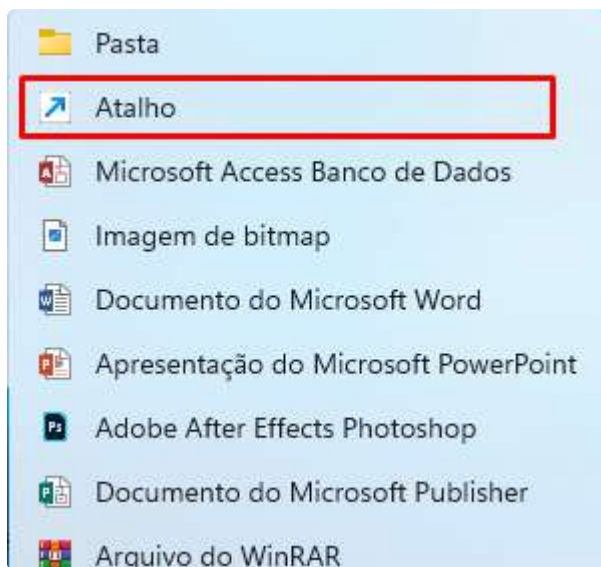 Pasta
Atalho
Microsoft Access Banco de Dados
Imagem de bitmap
Documento do Microsoft Word
Apresentação do Microsoft PowerPoint
Adobe After Effects Photoshop
Documento do Microsoft Publisher
Arquivo do WinRAR